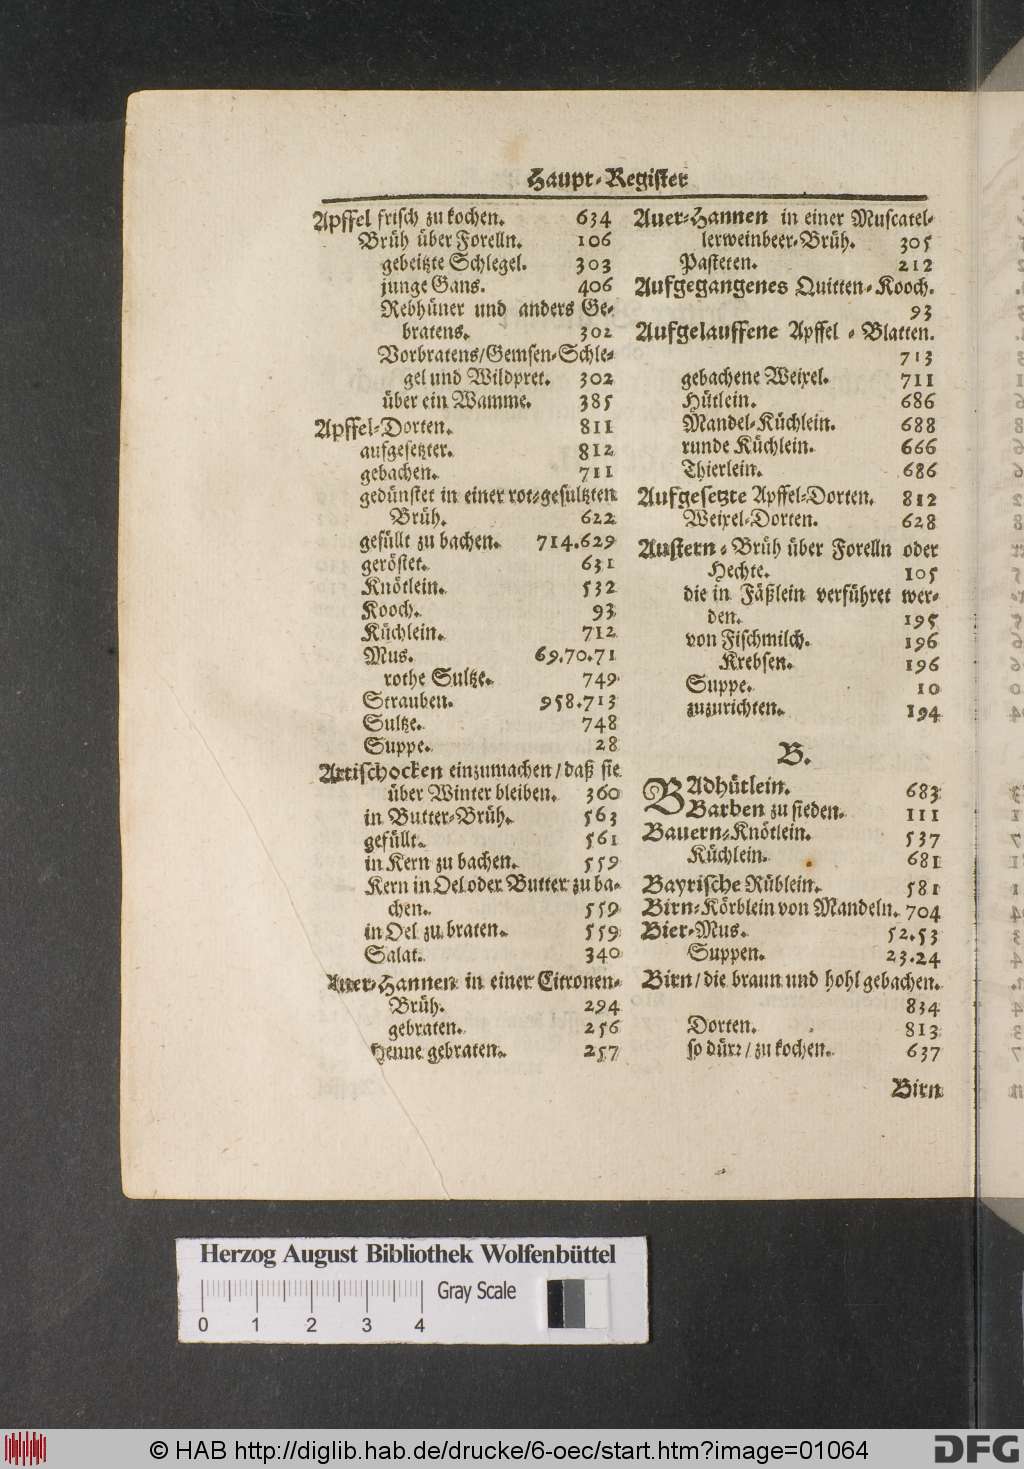 Haupt-Register
Apffel frisch zu kochen. 634
Brüh über Forelln. 106
gebeitzte Schlegel. 303
junge Gans. 406
Rebhüner und anders Ge-
bratens. 302
Vorbratens/Gemsen-Schle-
gel und Wildpret. 302
über ein Wamme. 385
Apffel-Dorten. 811
aufgesetzter. 812
gebachen. 711
gedünstet in einer rot-gesultzten
Brüh. 622
gefüllt zu bachen. 714.629
geröstet. 631
Knötlein. 532
Kooch. 93
Küchlein. 712
Mus. 69.70.71
rothe Sultze. 749
Strauben. 958.713
Sultze. 748
Suppe. 28
Artischocken einzumachen/daß sie
über Winter bleiben. 360
in Butter-Brüh. 563
gefüllt. 561
in Kern zu bachen. 559
Kern in Oel oder Butter zu ba-
chen. 559
in Oel zu braten. 559
Salat. 340
Auer-Hannen in einer Citronen-
Brüh. 294
gebraten. 256
Henne gebraten. 257
Auer-Hannen in einer Muscatel-
lerweinbeer-Brüh. 305
Pasteten. 212
Aufgegangenes Quitten-Kooch.
93
Aufgelauffene Apffel-Blatten.
713
gebachene Weixel. 711
Hütlein. 686
Mandel-Küchlein. 688
runde Küchlein. 666
Thierlein. 686
Aufgesetzte Apffel-Dorten. 812
Weixel-Dorten. 628
Austern-Brüh über Forelln oder
Hechte. 105
die in Fäßlein verführet wer-
den. 195
von Fischmilch. 196
Krebsen. 196
Suppe. 10
zuzurichten. 194
B.
BAdhütlein. 683
Barben zu sieden. 111
Bauern-Knötlein. 537
Küchlein. 681
Bayrische Rüblein. 581
Birn-Körblein von Mandeln. 704
Bier-Mus. 52.53
Suppen. 23.24
Birn/die braun und hohl gebachen.
834
Dorten. 813
so dürr/zu kochen. 637
Birn
Herzog August Bibliothek Wolfenbüttel
Gray Scale
0 1 2 3 4
© HAB http://diglib.hab.de/drucke/6-oec/start.htm?image=01064
DFG